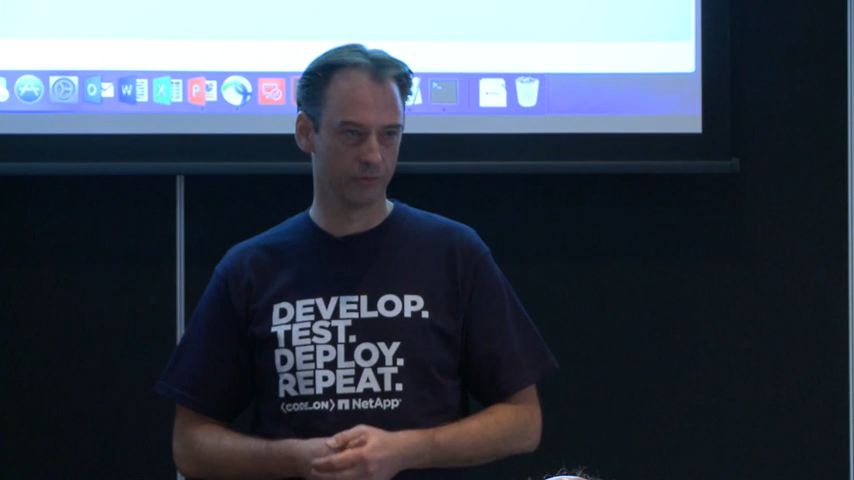 DEVELOP.
TEST.
DEPLOY.
REPEAT.
<CODE_ON> NetApp